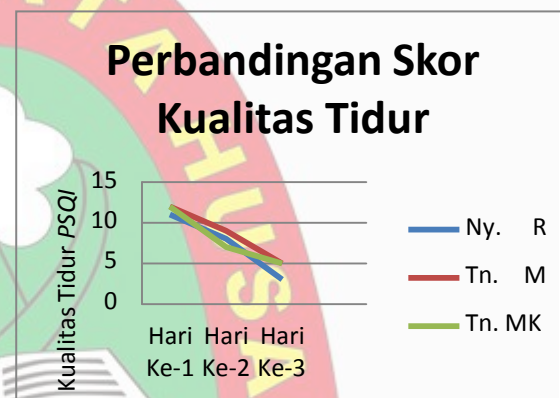 Perbandingan Skor
Kualitas Tidur
Kualitas Tidur PSQI
15
10
5
0
Hari Hari Hari
Ke-1 Ke-2 Ke-3
Ny. R
Tn. M
Tn. MK
A HUSA